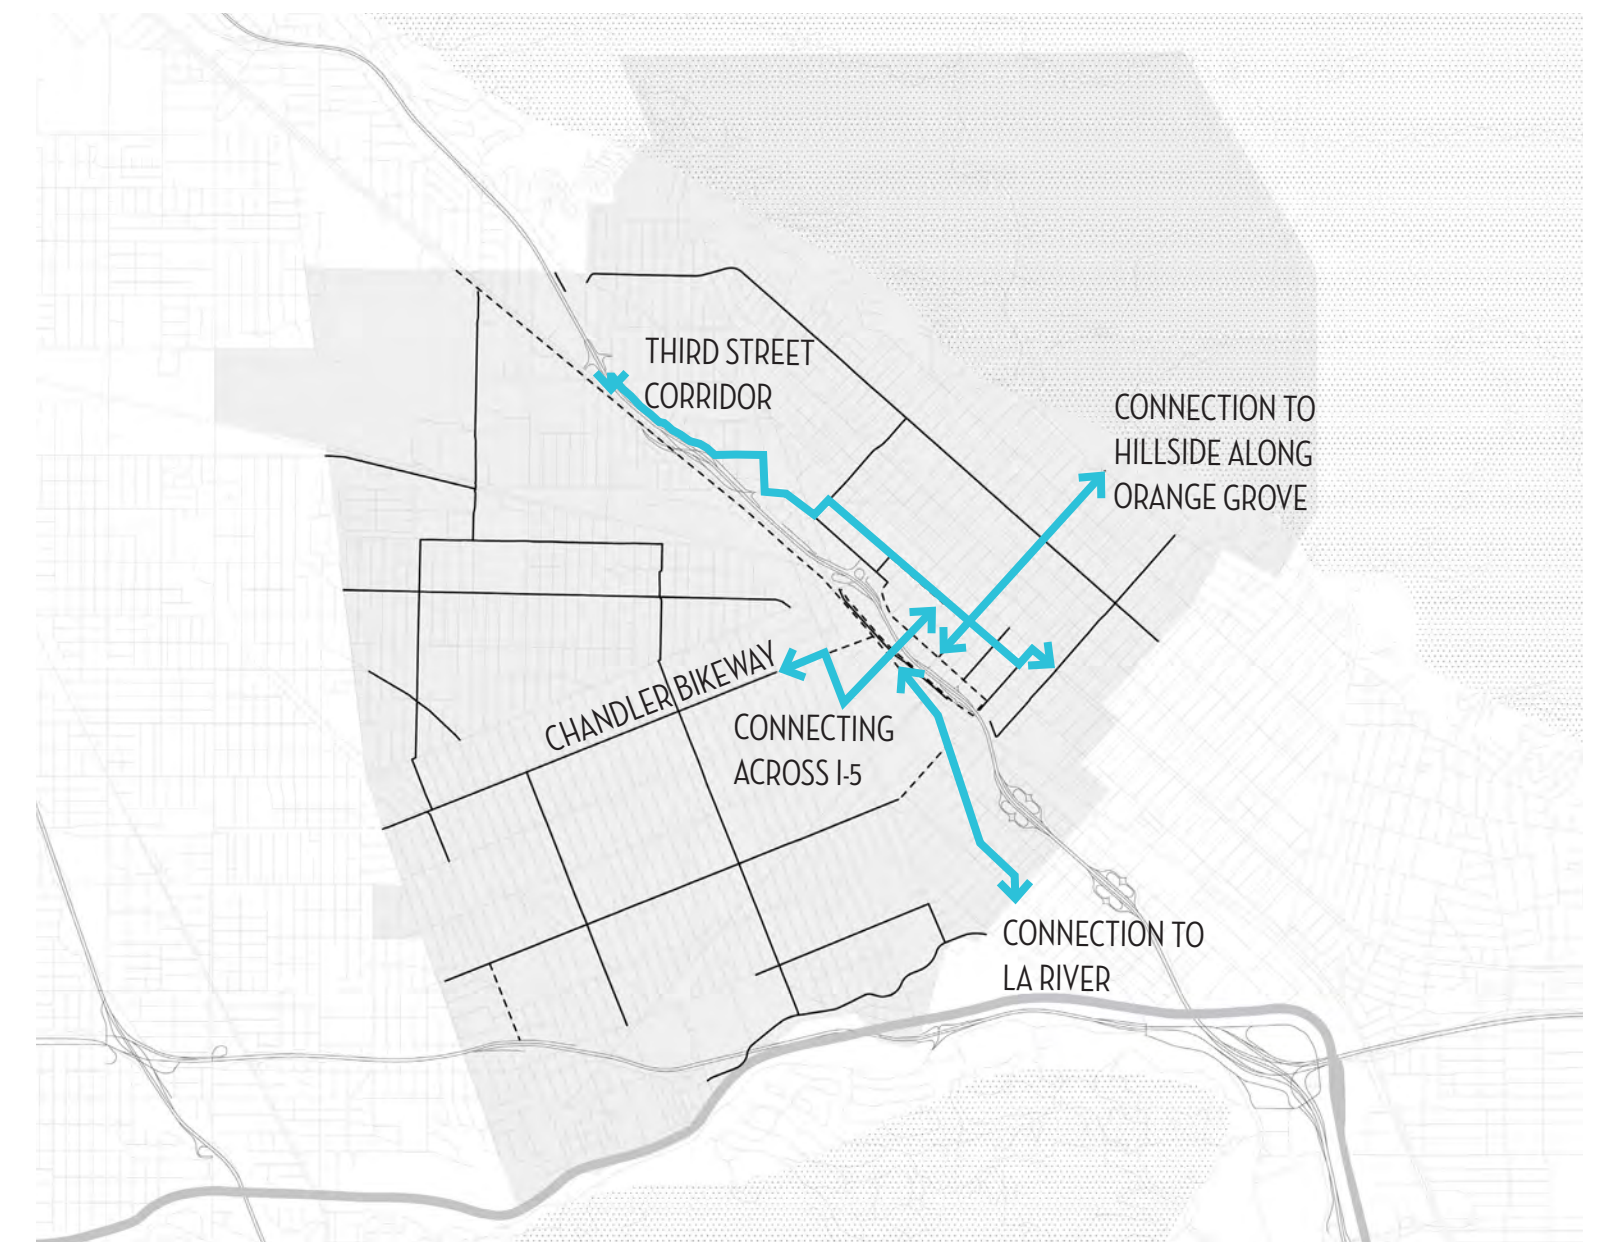 THIRD STREET
CORRIDOR
CONNECTION TO
HILLSIDE ALONG
ORANGE GROVE
CHANDLER BIKEWAY
CONNECTING
ACROSS I-5
CONNECTION TO
LA RIVER